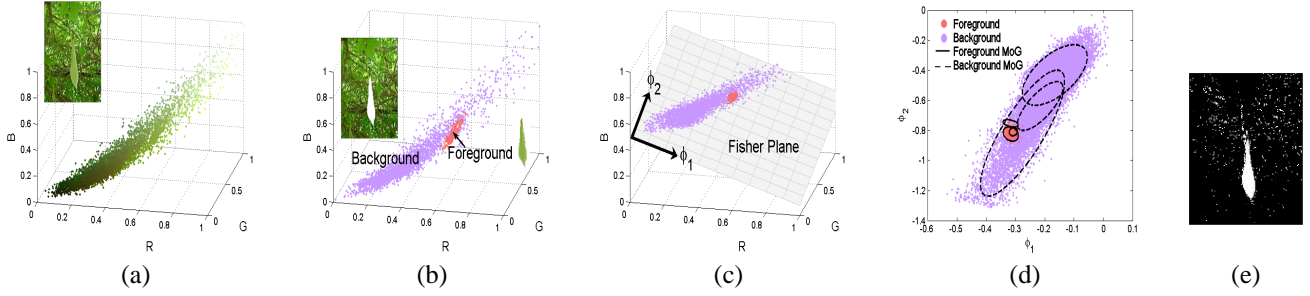 1
0.8
0.6
0.4
0.2
0
B
0
0.2
0.4
0.6
0.8
1
R
0
0.5
1
G
(a)
1
0.8
0.6
0.4
0.2
0
B
Background
Foreground
0
0.2
0.4
0.6
0.8
1
R
0
0.5
1
G
(b)
1
0.8
0.6
0.4
0.2
0
B
ϕ2
ϕ1
Fisher Plane
0
0.2
0.4
0.6
0.8
1
R
0
0.5
1
G
(c)
Foreground
Background
Foreground MoG
Background MoG
0
-0.2
-0.4
-0.6
-0.8
-1
-1.2
-1.4
ϕ2
-0.6
-0.5
-0.4
-0.3
-0.2
-0.1
0
0.1
ϕ1
(d)
(e)